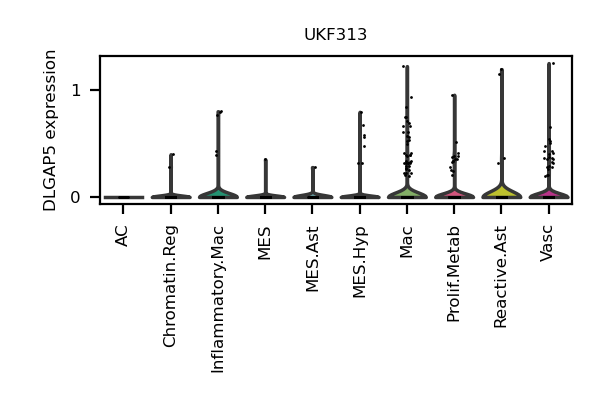 UKF313
DLGAP5 expression
1
0
AC
Chromatin.Reg
Inflammatory.Mac
MES
MES.Ast
MES.Hyp
Mac
Prolif.Metab
Reactive.Ast
Vasc